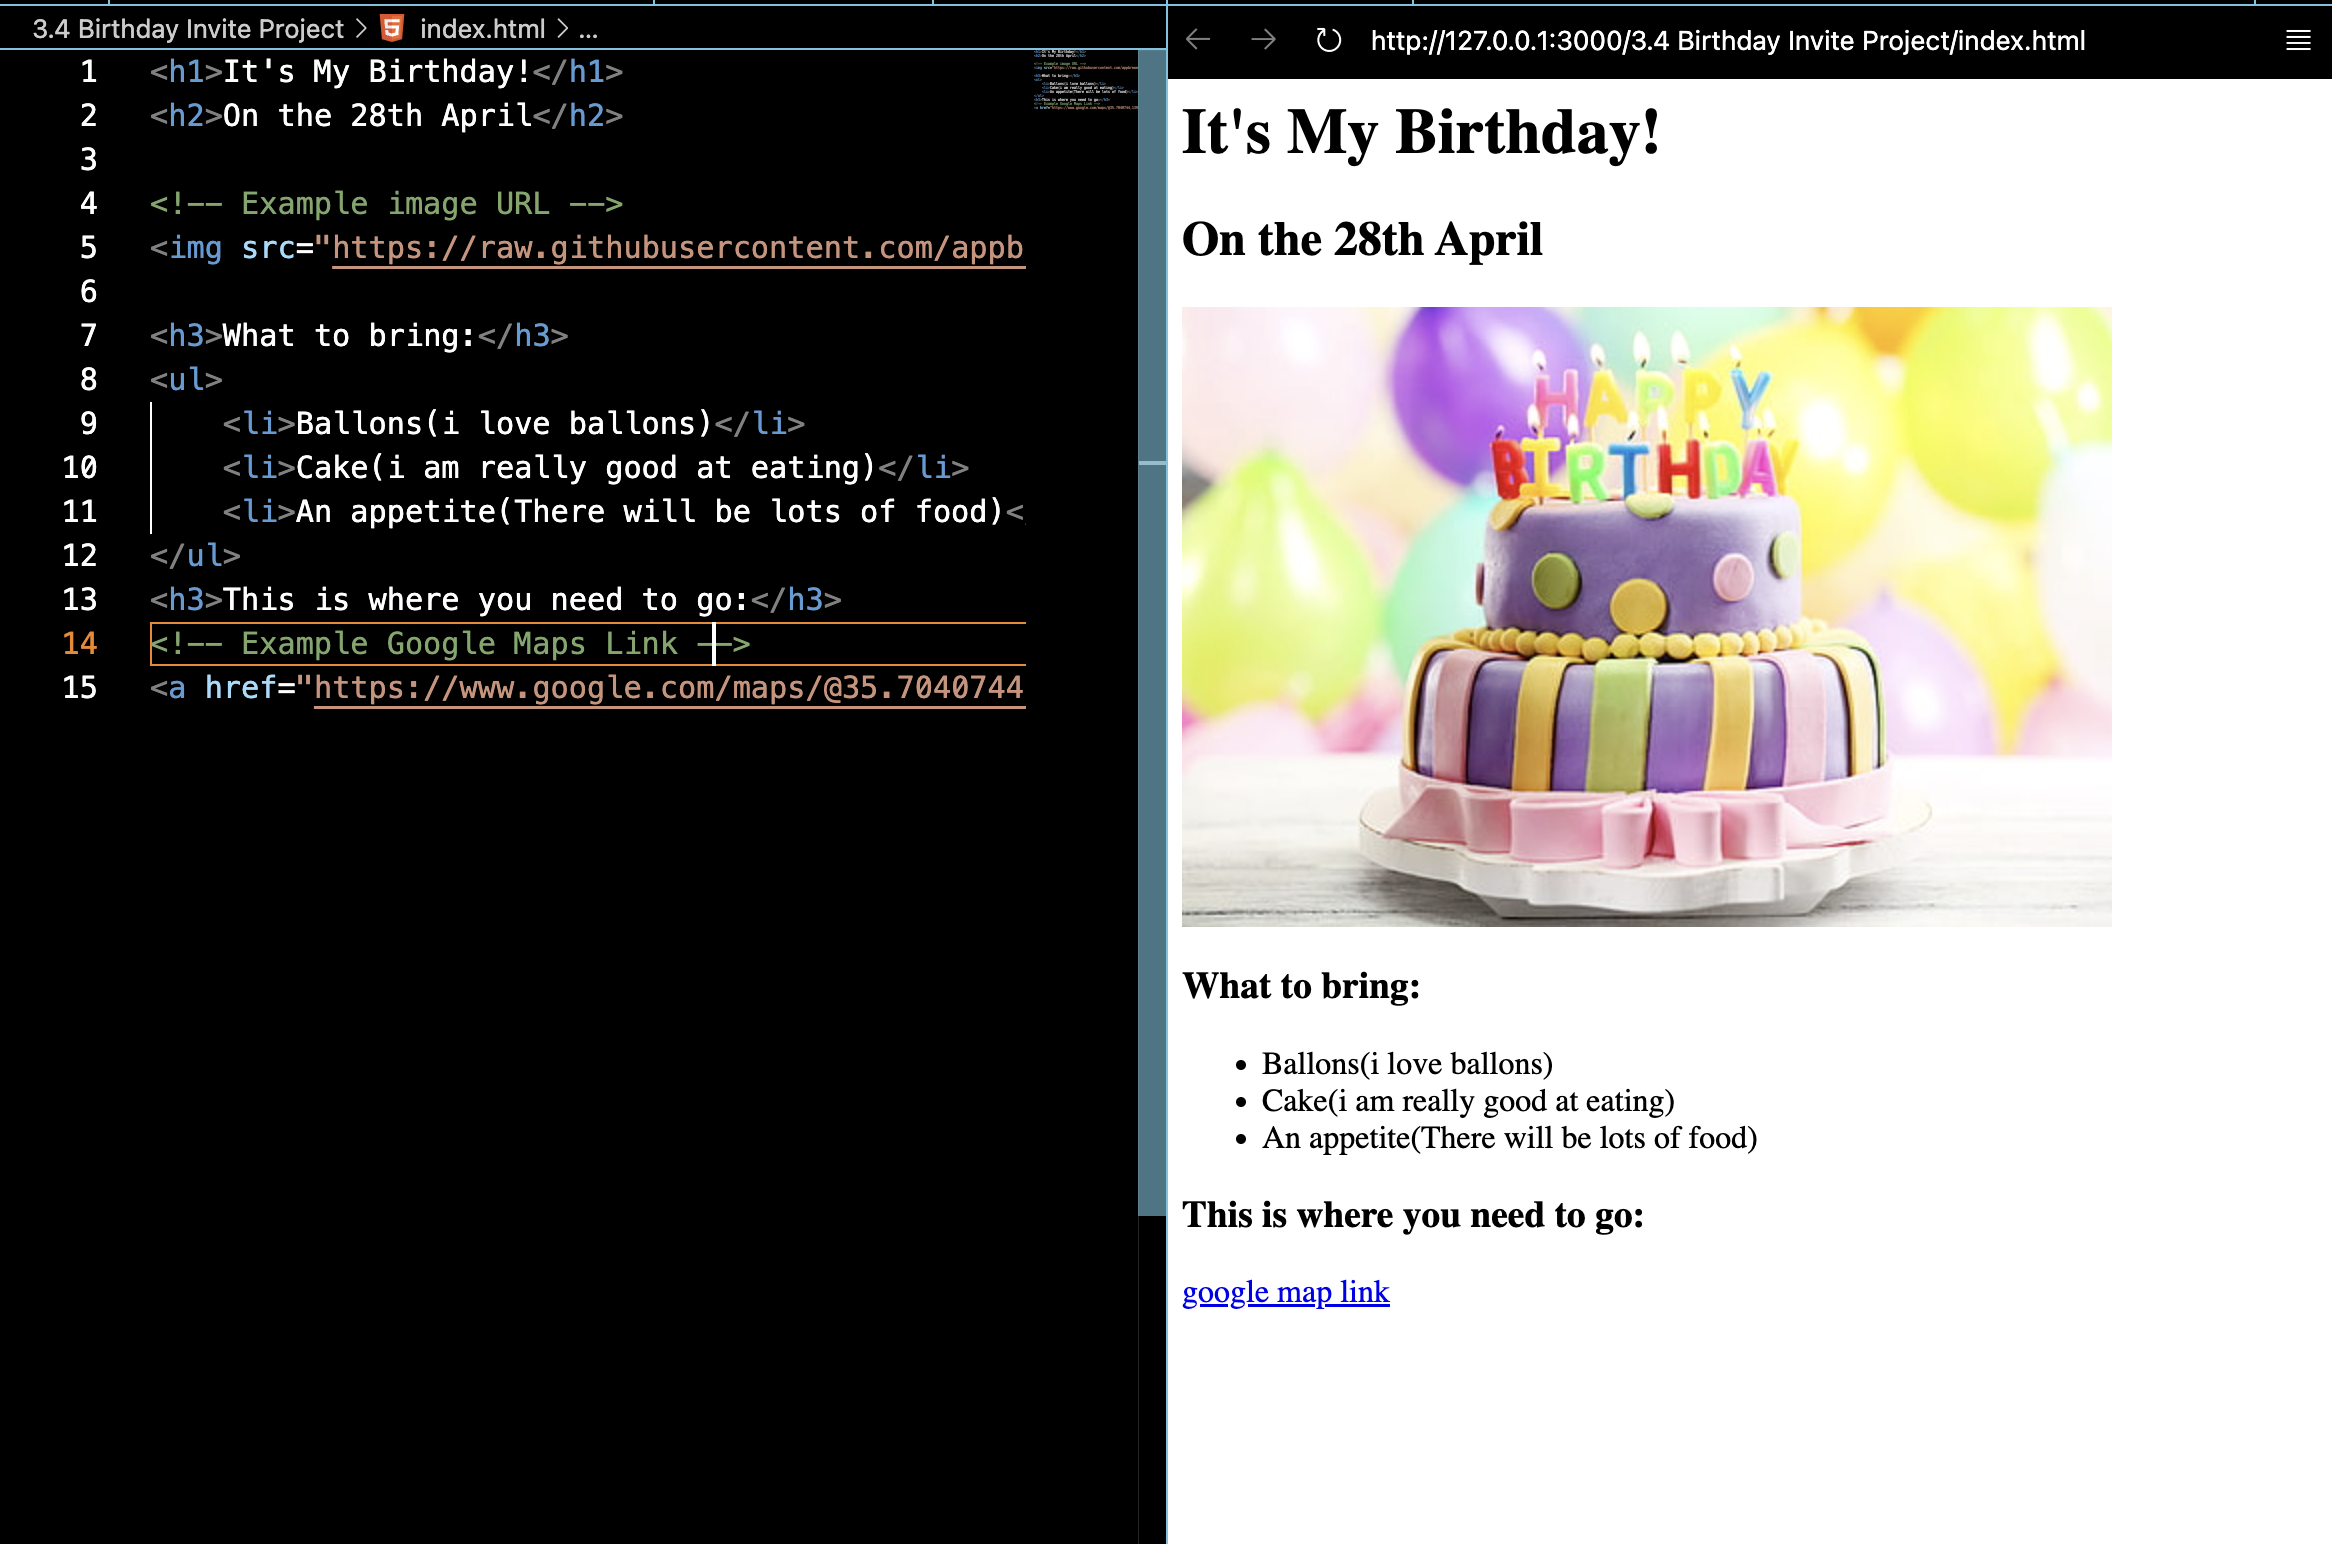 3.4 Birthday Invite Project > index.html > ...
1 <h1>It's My Birthday!</h1>
2 <h2>On the 28th April</h2>
3
4 <!-- Example image URL -->
5 <img src="https://raw.githubusercontent.com/appb
6
7 <h3>What to bring:</h3>
8 <ul>
9 <li>Ballons(i love ballons)</li>
10 <li>Cake(i am really good at eating)</li>
11 <li>An appetite(There will be lots of food)<
12 </ul>
13 <h3>This is where you need to go:</h3>
14 <!-- Example Google Maps Link -->
15 <a href="https://www.google.com/maps/@35.7040744
http://127.0.0.1:3000/3.4 Birthday Invite Project/index.html
It's My Birthday!
On the 28th April
HAPPY
BIRTHDAY
What to bring:
• Ballons(i love ballons)
• Cake(i am really good at eating)
• An appetite(There will be lots of food)
This is where you need to go:
google map link